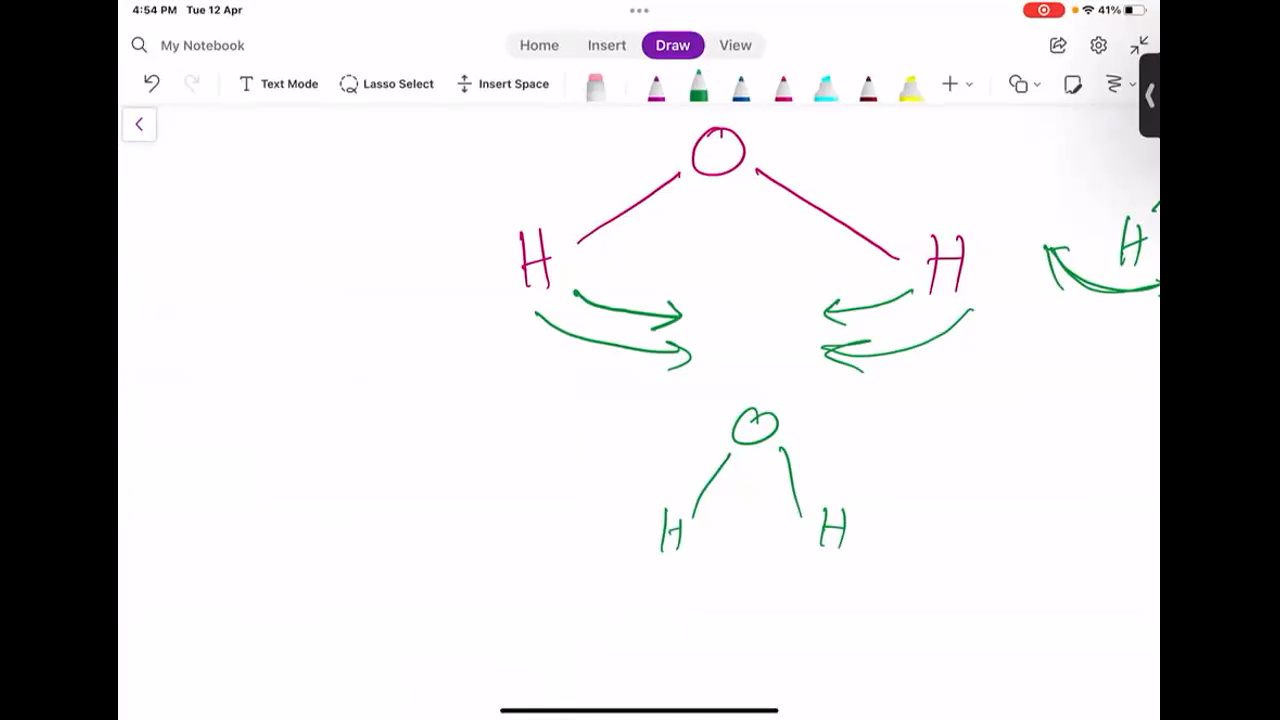 4:54 PM Tue 12 Apr
41%
My Notebook
Home Insert Draw View
Text Mode Lasso Select Insert Space
O
H H H
O
H H